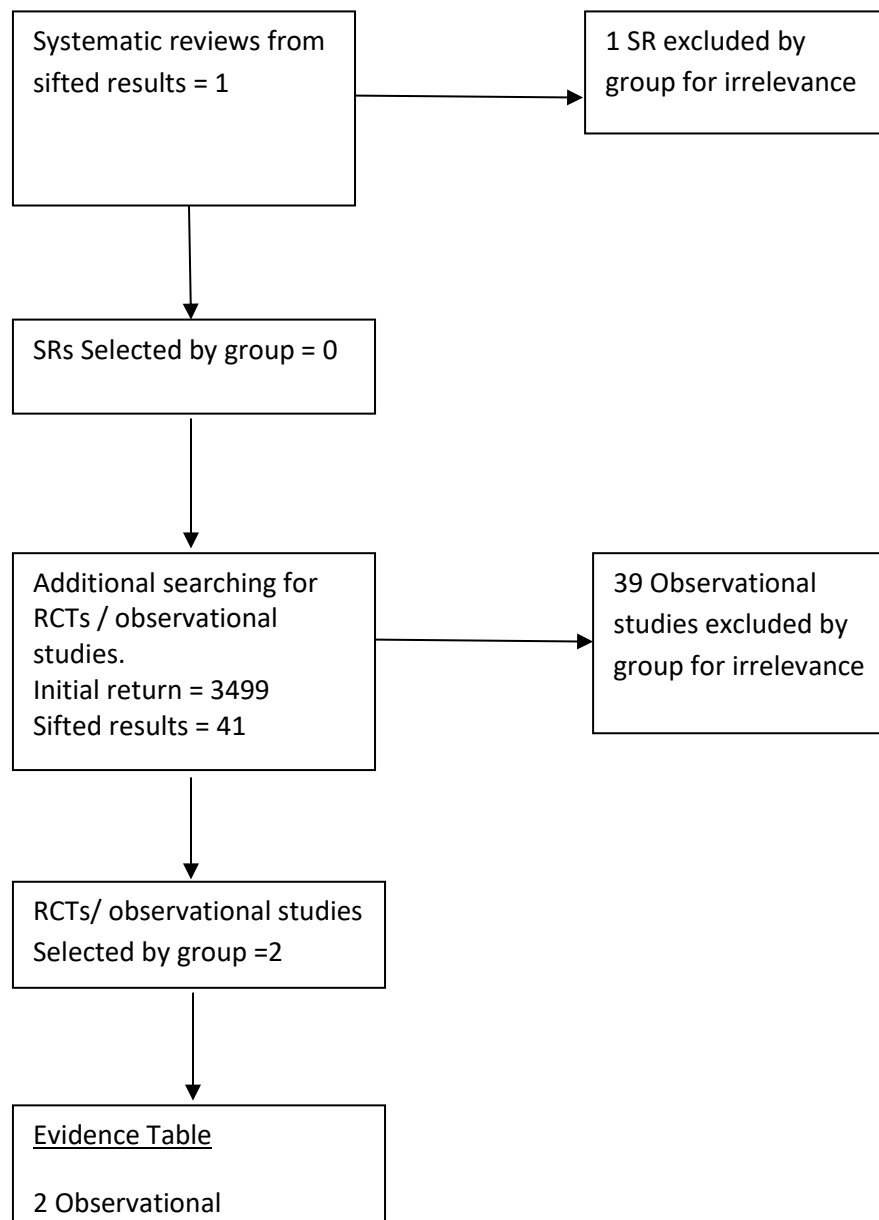 Systematic reviews from
sifted results = 1
1 SR excluded by
group for irrelevance
SRs Selected by group = 0
Additional searching for
RCTs / observational
studies.
Initial return = 3499
Sifted results = 41
39 Observational
studies excluded by
group for irrelevance
RCTs/ observational studies
Selected by group =2
Evidence Table
2 Observational